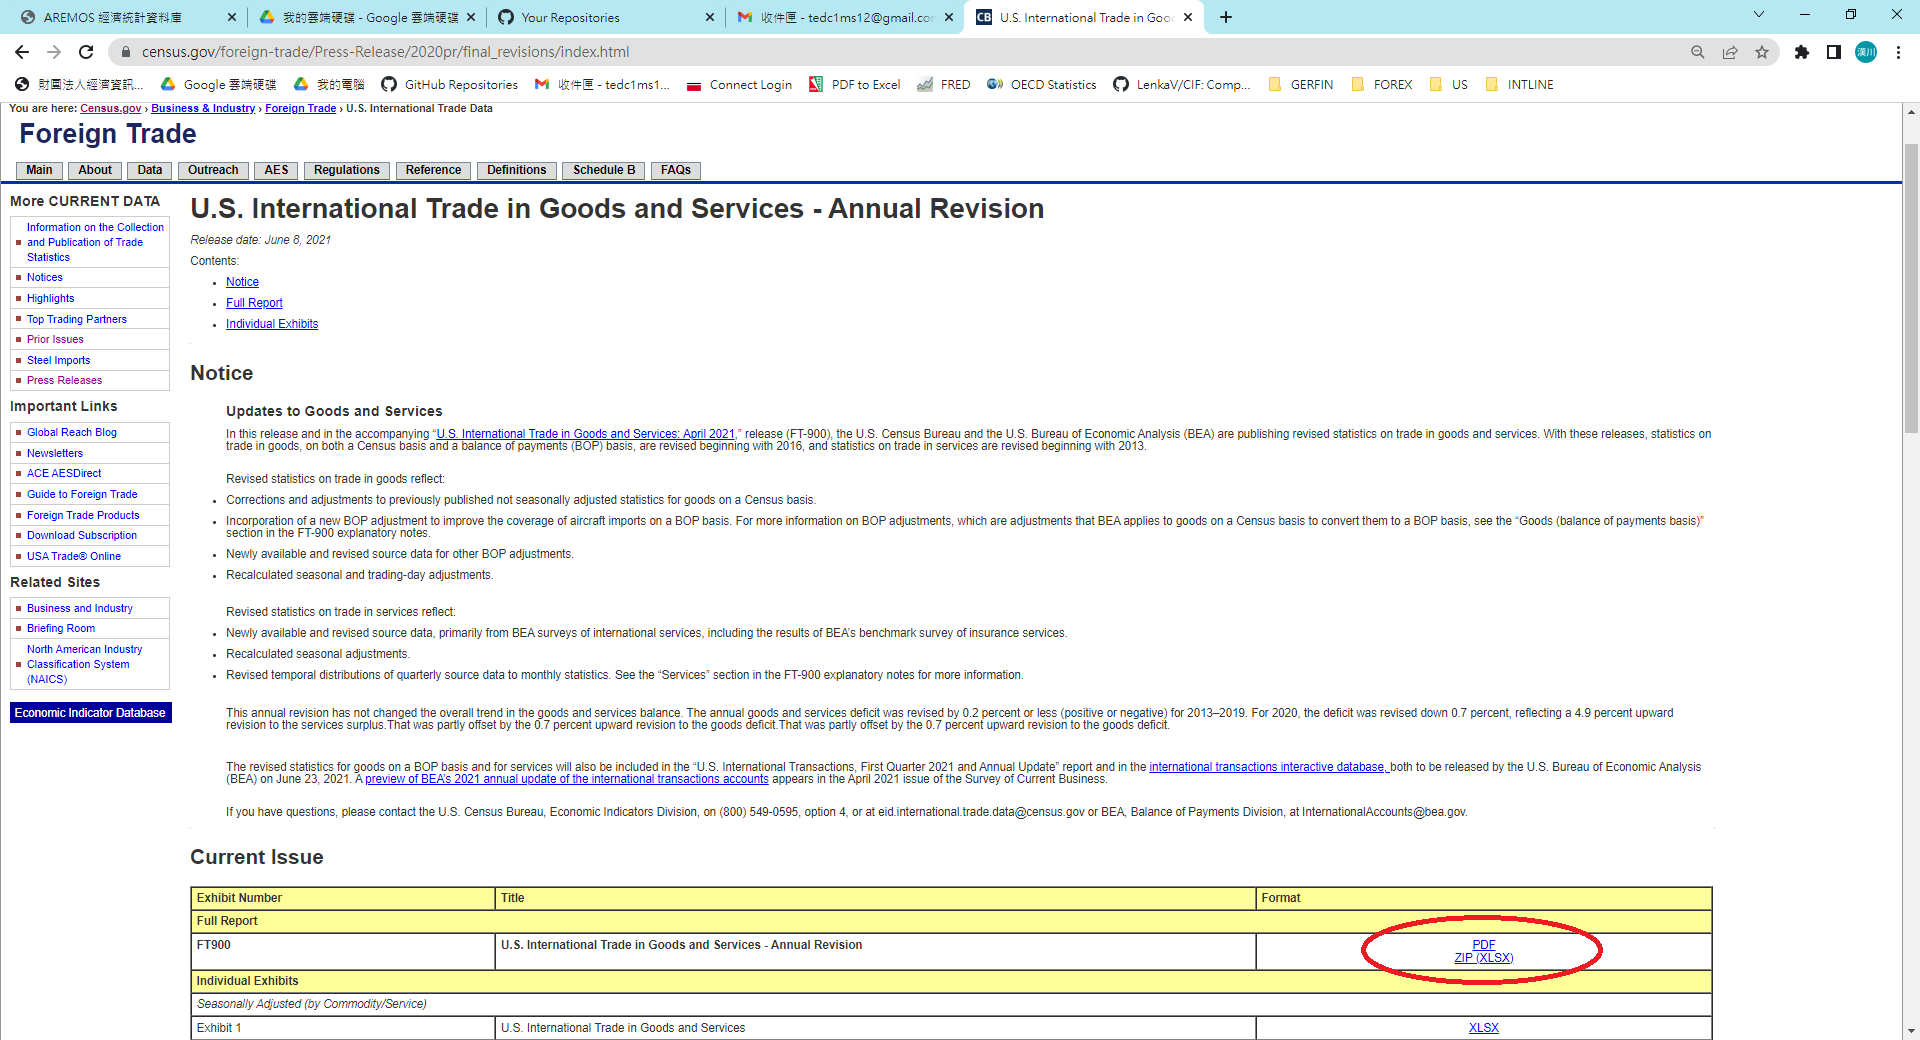 AREMOS 經濟統計資料庫
我的雲端硬碟 - Google 雲端硬碟
Your Repositories
收件匣 - tedc1ms12@gmail.co
U.S. International Trade in Goo
census.gov/foreign-trade/Press-Release/2020pr/final_revisions/index.html
漢川
財團法人經濟資訊...
Google 雲端硬碟
我的電腦
GitHub Repositories
收件匣 - tedc1ms1...
Connect Login
PDF to Excel
FRED
OECD Statistics
LenkaV/CIF: Comp...
GERFIN
FOREX
US
INTLINE
You are here: Census.gov › Business & Industry › Foreign Trade › U.S. International Trade Data
Foreign Trade
Main
About
Data
Outreach
AES
Regulations
Reference
Definitions
Schedule B
FAQs
More CURRENT DATA
Information on the Collection
and Publication of Trade
Statistics
Notices
Highlights
Top Trading Partners
Prior Issues
Steel Imports
Press Releases
Important Links
Global Reach Blog
Newsletters
ACE AESDirect
Guide to Foreign Trade
Foreign Trade Products
Download Subscription
USA Trade® Online
Related Sites
Business and Industry
Briefing Room
North American Industry
Classification System
(NAICS)
Economic Indicator Database
U.S. International Trade in Goods and Services - Annual Revision
Release date: June 8, 2021
Contents:
• Notice
• Full Report
• Individual Exhibits
Notice
Updates to Goods and Services
In this release and in the accompanying “U.S. International Trade in Goods and Services: April 2021,” release (FT-900), the U.S. Census Bureau and the U.S. Bureau of Economic Analysis (BEA) are publishing revised statistics on trade in goods and services. With these releases, statistics on
trade in goods, on both a Census basis and a balance of payments (BOP) basis, are revised beginning with 2016, and statistics on trade in services are revised beginning with 2013.
Revised statistics on trade in goods reflect:
• Corrections and adjustments to previously published not seasonally adjusted statistics for goods on a Census basis.
• Incorporation of a new BOP adjustment to improve the coverage of aircraft imports on a BOP basis. For more information on BOP adjustments, which are adjustments that BEA applies to goods on a Census basis to convert them to a BOP basis, see the “Goods (balance of payments basis)”
section in the FT-900 explanatory notes.
• Newly available and revised source data for other BOP adjustments.
• Recalculated seasonal and trading-day adjustments.
Revised statistics on trade in services reflect:
• Newly available and revised source data, primarily from BEA surveys of international services, including the results of BEA’s benchmark survey of insurance services.
• Recalculated seasonal adjustments.
• Revised temporal distributions of quarterly source data to monthly statistics. See the “Services” section in the FT-900 explanatory notes for more information.
This annual revision has not changed the overall trend in the goods and services balance. The annual goods and services deficit was revised by 0.2 percent or less (positive or negative) for 2013–2019. For 2020, the deficit was revised down 0.7 percent, reflecting a 4.9 percent upward
revision to the services surplus.That was partly offset by the 0.7 percent upward revision to the goods deficit.That was partly offset by the 0.7 percent upward revision to the goods deficit.
The revised statistics for goods on a BOP basis and for services will also be included in the “U.S. International Transactions, First Quarter 2021 and Annual Update” report and in the international transactions interactive database, both to be released by the U.S. Bureau of Economic Analysis
(BEA) on June 23, 2021. A preview of BEA’s 2021 annual update of the international transactions accounts appears in the April 2021 issue of the Survey of Current Business.
If you have questions, please contact the U.S. Census Bureau, Economic Indicators Division, on (800) 549-0595, option 4, or at eid.international.trade.data@census.gov or BEA, Balance of Payments Division, at InternationalAccounts@bea.gov.
Current Issue
Exhibit Number Title Format
Full Report
FT900 U.S. International Trade in Goods and Services - Annual Revision PDF
ZIP (XLSX)
Individual Exhibits
Seasonally Adjusted (by Commodity/Service)
Exhibit 1 U.S. International Trade in Goods and Services XLSX